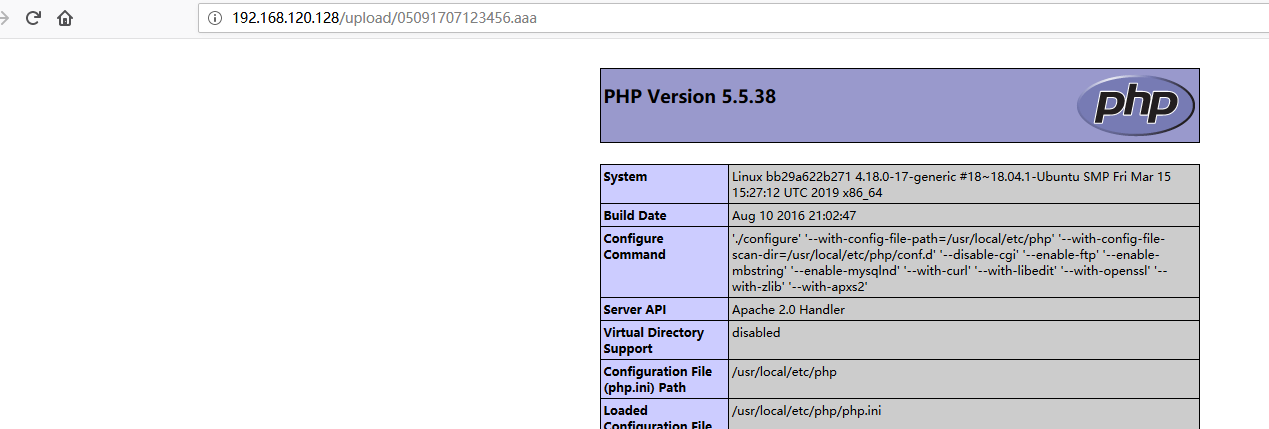 192.168.120.128/upload/05091707123456.aaa
PHP Version 5.5.38
php
System
Linux bb29a622b271 4.18.0-17-generic #18~18.04.1-Ubuntu SMP Fri Mar 15
15:27:12 UTC 2019 x86_64
Build Date
Aug 10 2016 21:02:47
Configure
Command
'./configure' '--with-config-file-path=/usr/local/etc/php' '--with-config-file-
scan-dir=/usr/local/etc/php/conf.d' '--disable-cgi' '--enable-ftp' '--enable-
mbstring' '--enable-mysqlnd' '--with-curl' '--with-libedit' '--with-openssl' '--
with-zlib' '--with-apxs2'
Server API
Apache 2.0 Handler
Virtual Directory
Support
disabled
Configuration File
(php.ini) Path
/usr/local/etc/php
Loaded
Configuration File
/usr/local/etc/php/php.ini